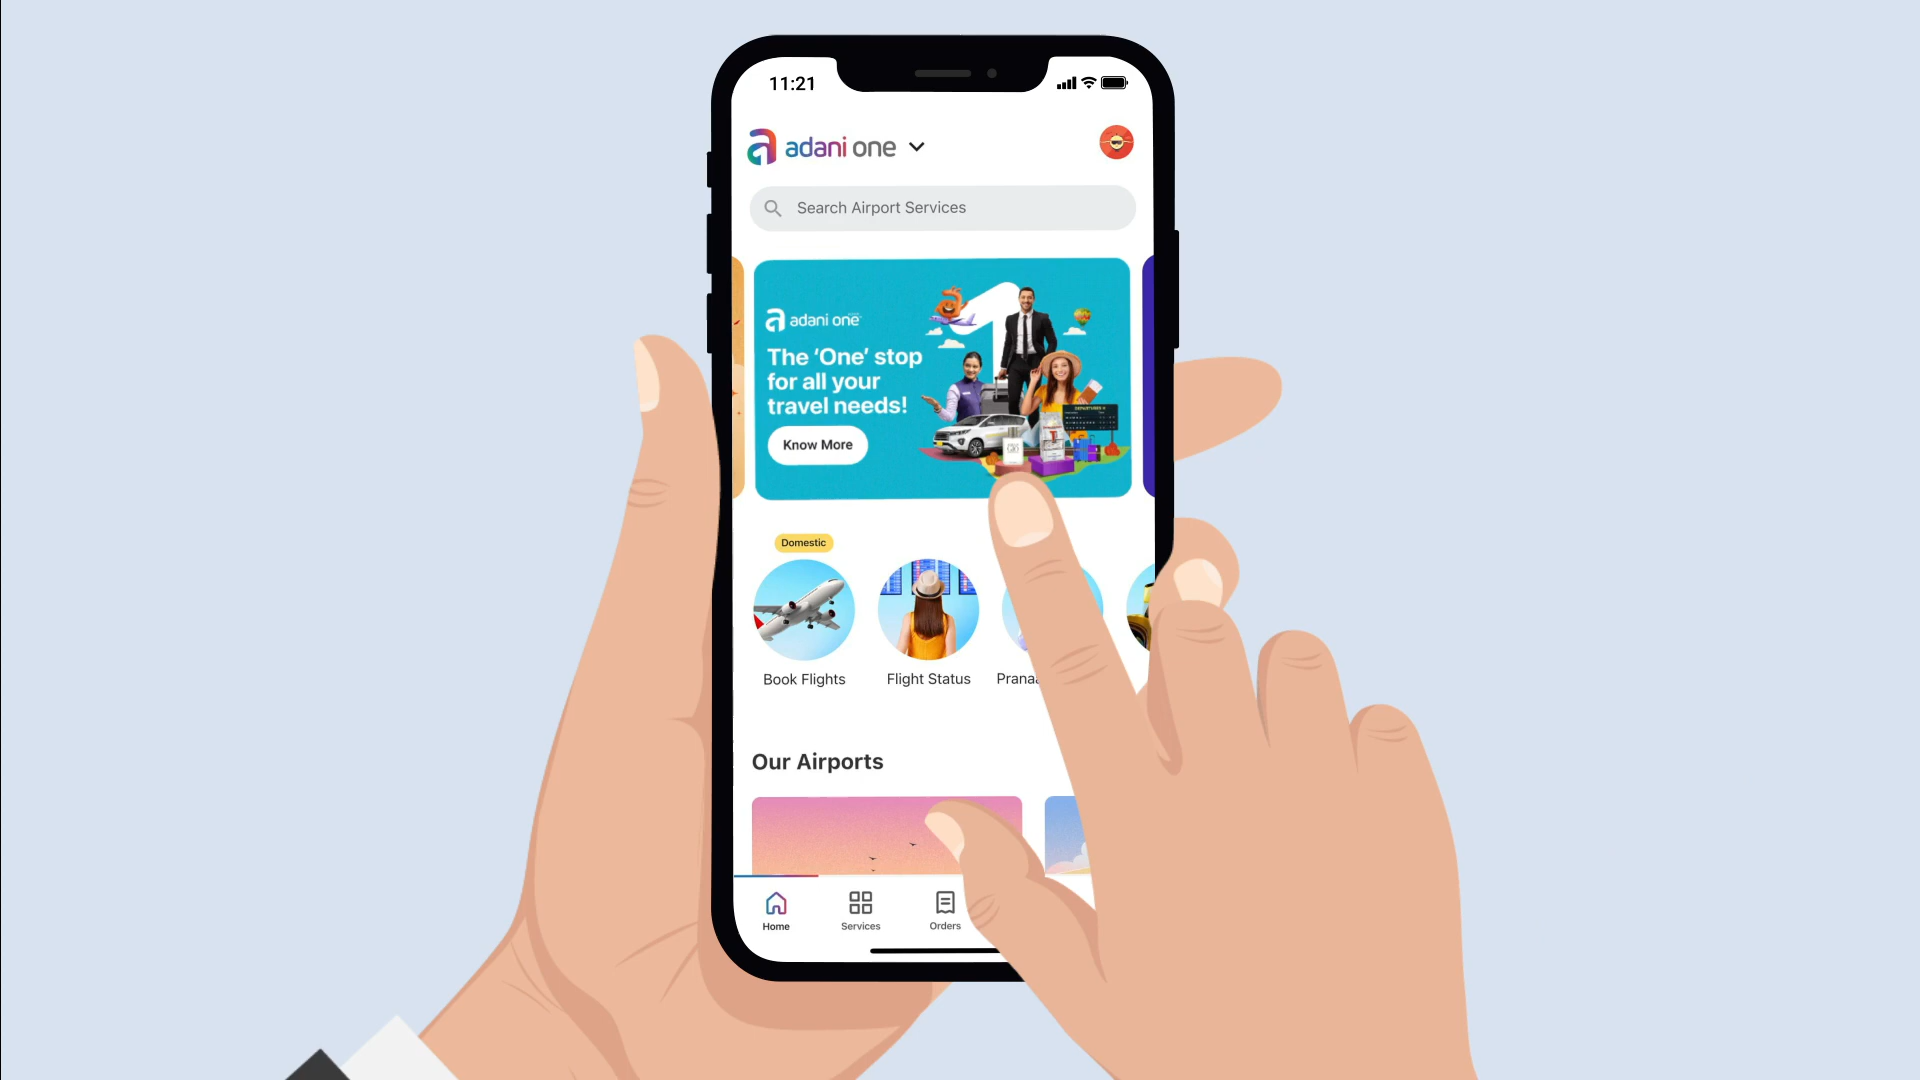 11:21
adani one
Search Airport Services
adani one
The ‘One’ stop
for all your
travel needs!
Know More
DEPARTURES
Domestic
Book Flights
Flight Status
Our Airports
Home
Services
Orders